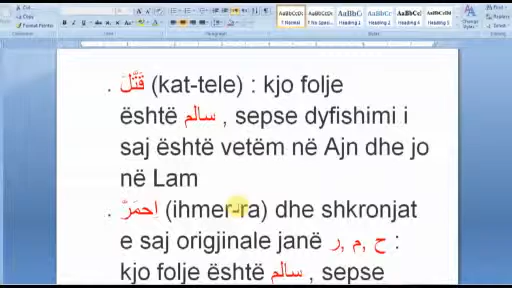 . قَتَّلَ (kat-tele) : kjo folje
është سالم , sepse dyfishimi i
saj është vetëm në Ajn dhe jo
në Lam
. اِحمَرَّ (ihmer-ra) dhe shkronjat
e saj origjinale janë ح ,م ,ر :
kjo folje është سالم , sepse